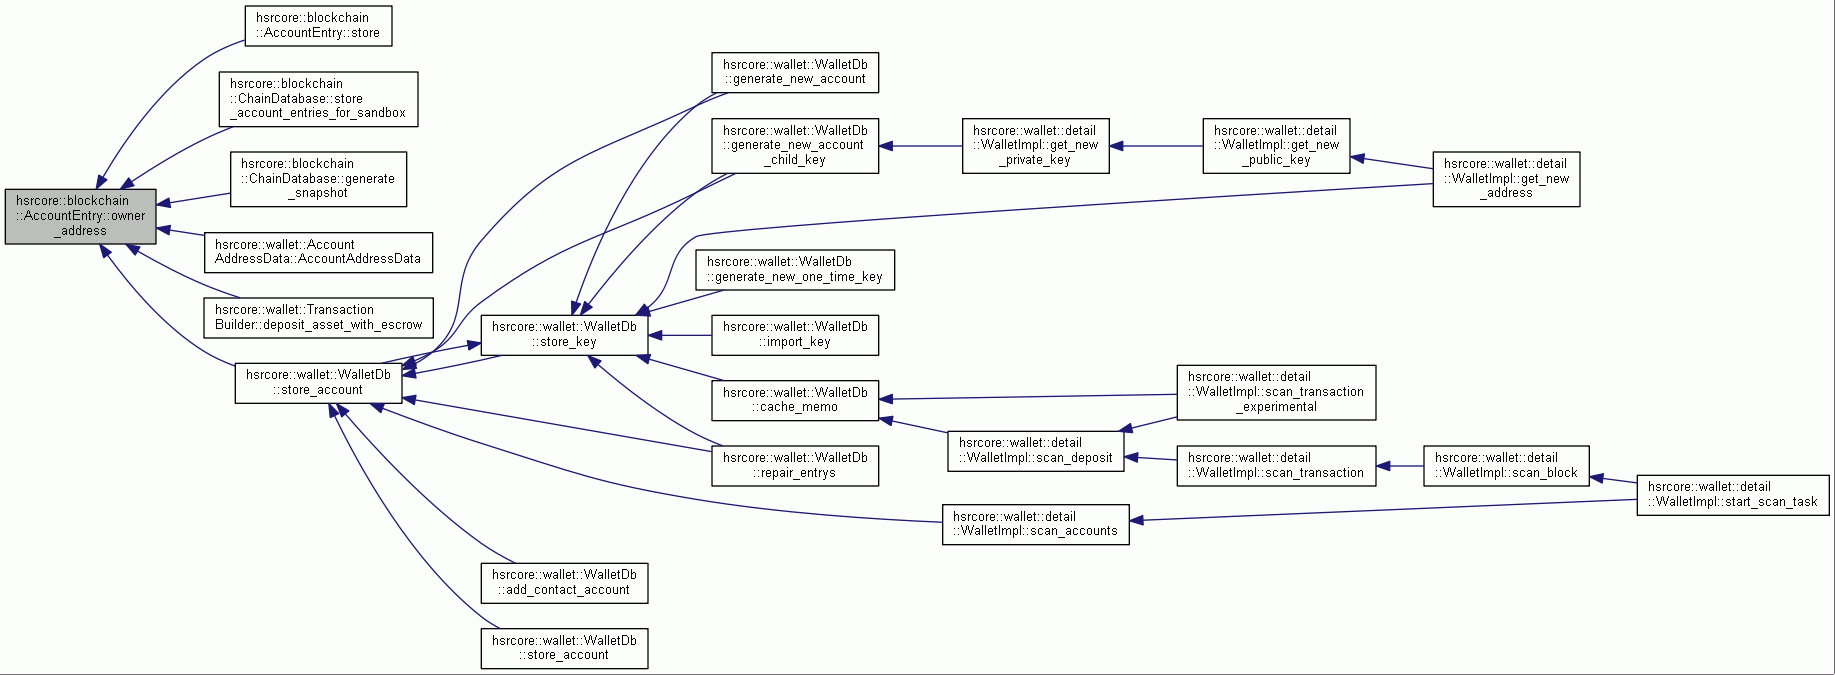 hsrcore::blockchain
::AccountEntry::store
hsrcore::blockchain
::ChainDatabase::store
_account_entries_for_sandbox
hsrcore::blockchain
::ChainDatabase::generate
_snapshot
hsrcore::blockchain
::AccountEntry::owner
_address
hsrcore::wallet::Account
AddressData::AccountAddressData
hsrcore::wallet::Transaction
Builder::deposit_asset_with_escrow
hsrcore::wallet::WalletDb
::store_account
hsrcore::wallet::WalletDb
::store_key
hsrcore::wallet::WalletDb
::add_contact_account
hsrcore::wallet::WalletDb
::store_account
hsrcore::wallet::WalletDb
::generate_new_account
hsrcore::wallet::WalletDb
::generate_new_account
_child_key
hsrcore::wallet::WalletDb
::generate_new_one_time_key
hsrcore::wallet::WalletDb
::import_key
hsrcore::wallet::WalletDb
::cache_memo
hsrcore::wallet::WalletDb
::repair_entrys
hsrcore::wallet::detail
::WalletImpl::get_new
_private_key
hsrcore::wallet::detail
::WalletImpl::scan_deposit
hsrcore::wallet::detail
::WalletImpl::scan_accounts
hsrcore::wallet::detail
::WalletImpl::get_new
_public_key
hsrcore::wallet::detail
::WalletImpl::scan_transaction
_experimental
hsrcore::wallet::detail
::WalletImpl::scan_transaction
hsrcore::wallet::detail
::WalletImpl::get_new
_address
hsrcore::wallet::detail
::WalletImpl::scan_block
hsrcore::wallet::detail
::WalletImpl::start_scan_task